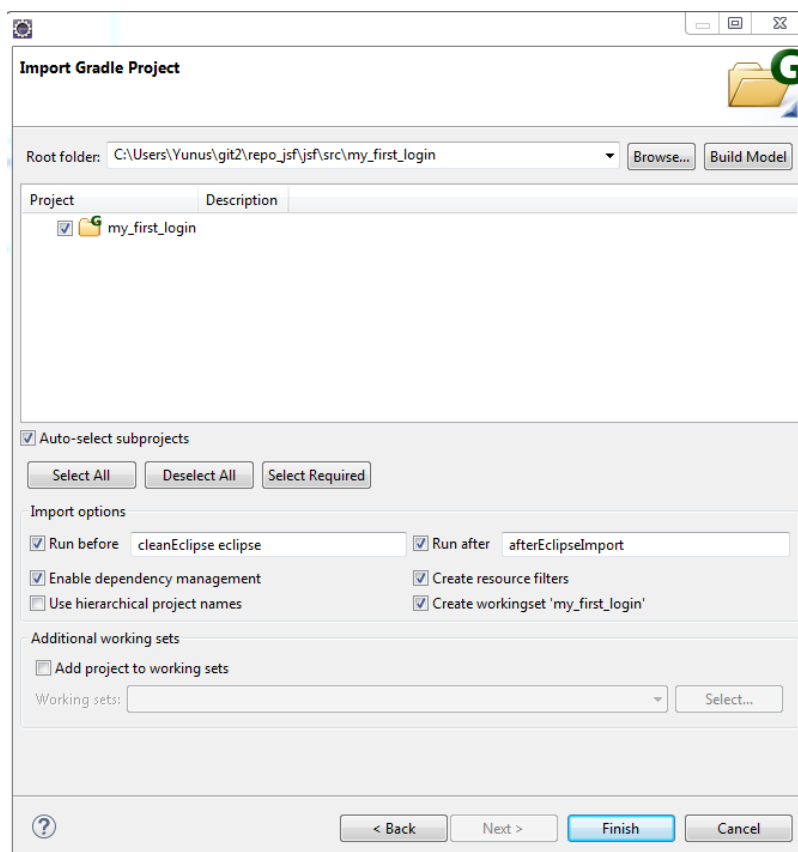 Import Gradle Project
G
Root folder: C:\Users\Yunus\git2\repo_jsf\jsf\src\my_first_login Browse... Build Model
Project Description
G my_first_login
Auto-select subprojects
Select All Deselect All Select Required
Import options
Run before cleanEclipse eclipse Run after afterEclipseImport
Enable dependency management Create resource filters
Use hierarchical project names Create workingset 'my_first_login'
Additional working sets
Add project to working sets
Working sets: Select...
? < Back Next > Finish Cancel